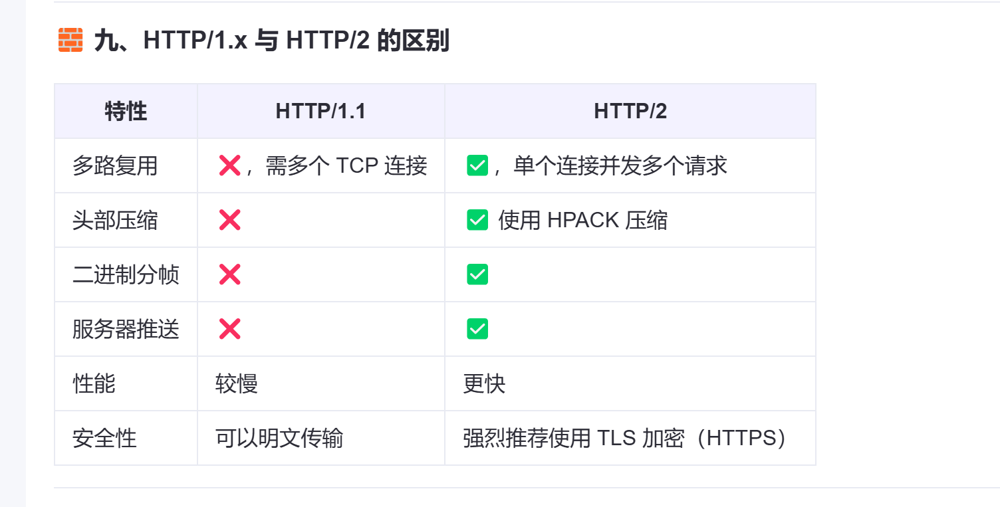 🧱 九、HTTP/1.x 与 HTTP/2 的区别
特性 HTTP/1.1 HTTP/2
多路复用 ❌，需多个 TCP 连接 ✅，单个连接并发多个请求
头部压缩 ❌ ✅ 使用 HPACK 压缩
二进制分帧 ❌ ✅
服务器推送 ❌ ✅
性能 较慢 更快
安全性 可以明文传输 强烈推荐使用 TLS 加密（HTTPS）